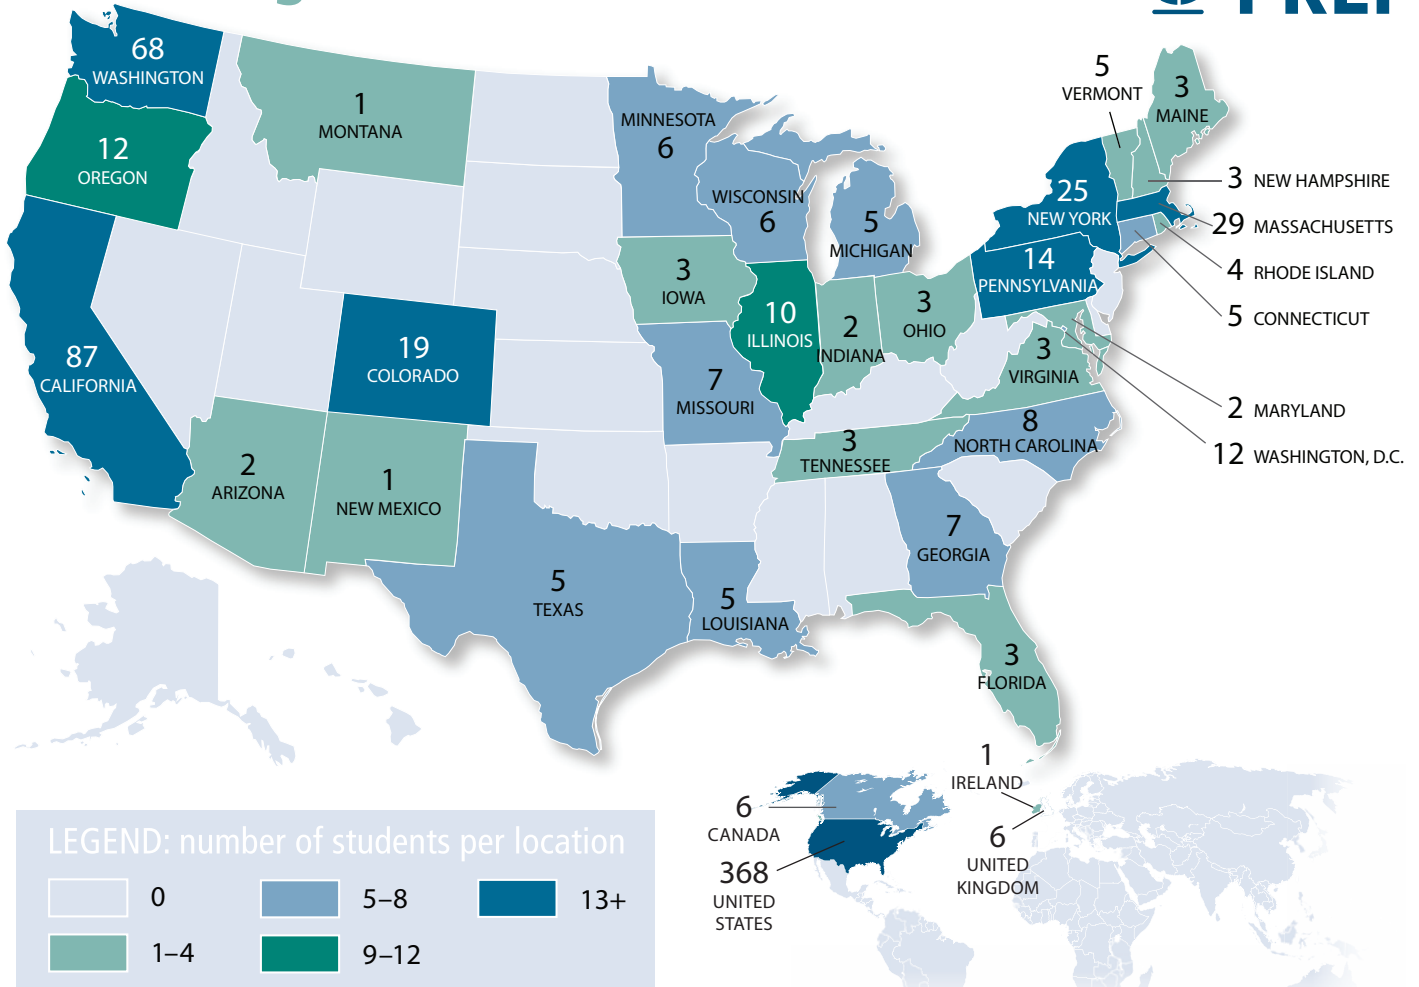 68
WASHINGTON
1
MONTANA
12
OREGON
MINNESOTA
6
WISCONSIN
6
5
MICHIGAN
5
VERMONT
3
MAINE
3 NEW HAMPSHIRE
25
NEW YORK
29 MASSACHUSETTS
14
PENNSYLVANIA
4 RHODE ISLAND
5 CONNECTICUT
3
IOWA
10
ILLINOIS
2
INDIANA
3
OHIO
87
CALIFORNIA
19
COLORADO
7
MISSOURI
3
VIRGINIA
2 MARYLAND
12 WASHINGTON, D.C.
8
NORTH CAROLINA
3
TENNESSEE
2
ARIZONA
1
NEW MEXICO
7
GEORGIA
5
TEXAS
5
LOUISIANA
3
FLORIDA
1
IRELAND
6
CANADA
6
UNITED
KINGDOM
368
UNITED
STATES
LEGEND: number of students per location
0
5–8
13+
1–4
9–12